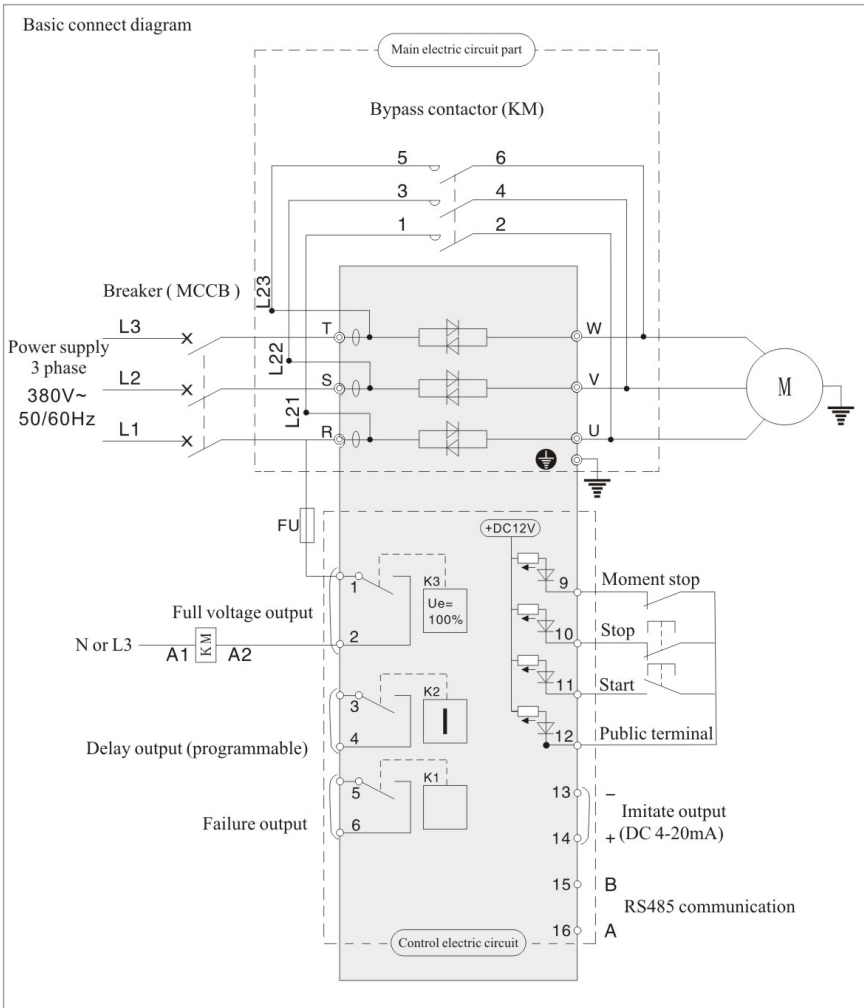 Basic connect diagram
Main electric circuit part
Bypass contactor (KM)
5 6
3 4
1 2
Breaker ( MCCB )
L23
L22
L21
L3
Power supply
3 phase
380V~
50/60Hz
L2
L1
T
S
R
W
V
U
M
FU
+DC12V
1
K3
Ue=
100%
Full voltage output
2
N or L3
A1
KM
A2
3
K2
I
4
Delay output (programmable)
5
K1
Failure output
6
9
Moment stop
10
Stop
11
Start
12
Public terminal
13 −
Imitate output
(DC 4-20mA)
14 +
15 B
RS485 communication
16 A
Control electric circuit